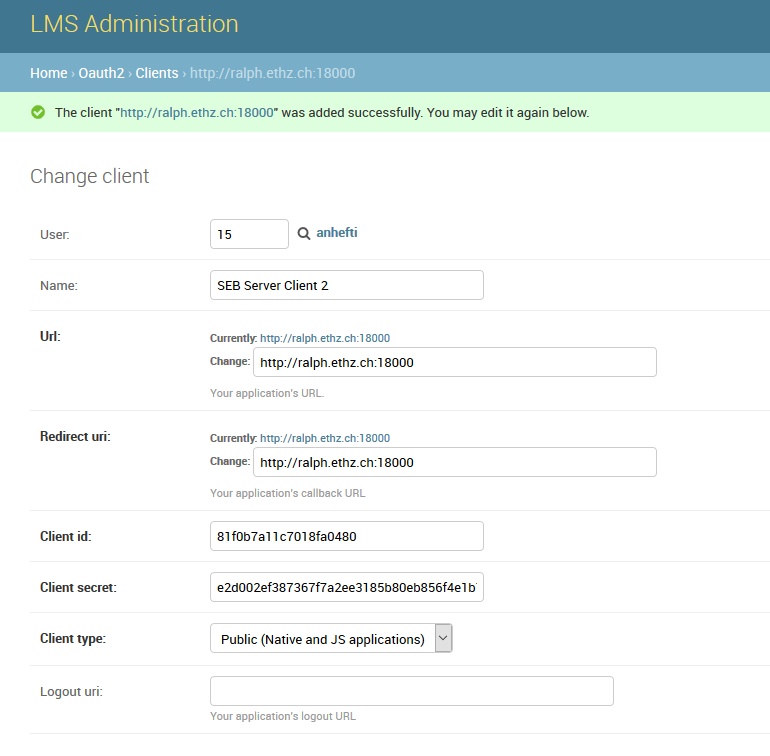 LMS Administration
Home › Oauth2 › Clients › http://ralph.ethz.ch:18000
The client "http://ralph.ethz.ch:18000" was added successfully. You may edit it again below.
Change client
User: 15 anhefti
Name: SEB Server Client 2
Url: Currently: http://ralph.ethz.ch:18000
Change: http://ralph.ethz.ch:18000
Your application's URL.
Redirect uri: Currently: http://ralph.ethz.ch:18000
Change: http://ralph.ethz.ch:18000
Your application's callback URL
Client id: 81f0b7a11c7018fa0480
Client secret: e2d002ef387367f7a2ee3185b80eb856f4e1b
Client type: Public (Native and JS applications)
Logout uri:
Your application's logout URL